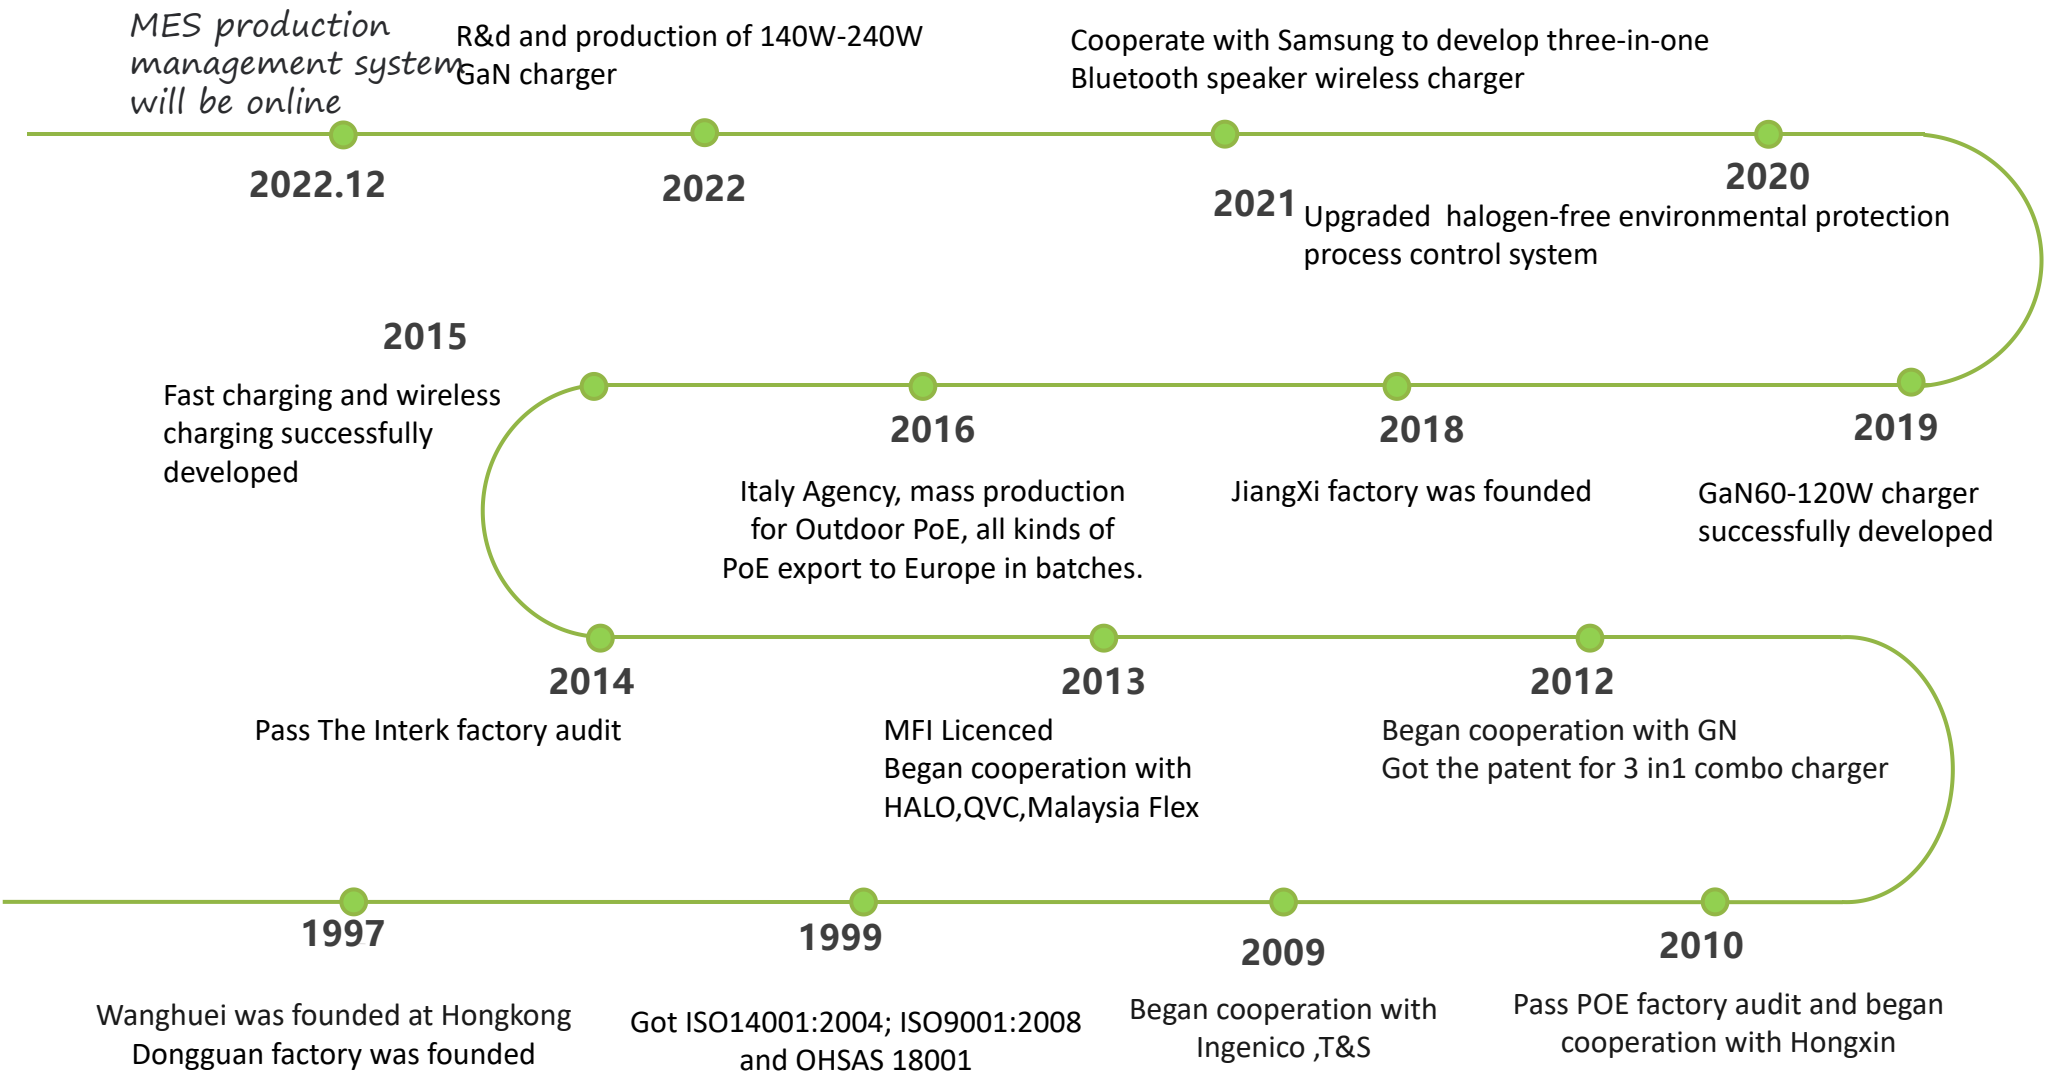 MES production
management system
will be online
R&d and production of 140W-240W
GaN charger
Cooperate with Samsung to develop three-in-one
Bluetooth speaker wireless charger
2022.12
2022
2021
2020
Upgraded  halogen-free environmental protection
process control system
2015
Fast charging and wireless
charging successfully
developed
2016
Italy Agency, mass production
for Outdoor PoE, all kinds of
PoE export to Europe in batches.
2018
JiangXi factory was founded
2019
GaN60-120W charger
successfully developed
2014
Pass The Interk factory audit
2013
MFI Licenced
Began cooperation with
HALO,QVC,Malaysia Flex
2012
Began cooperation with GN
Got the patent for 3 in1 combo charger
1997
Wanghuei was founded at Hongkong
Dongguan factory was founded
1999
Got ISO14001:2004; ISO9001:2008
and OHSAS 18001
2009
Began cooperation with
Ingenico ,T&S
2010
Pass POE factory audit and began
cooperation with Hongxin